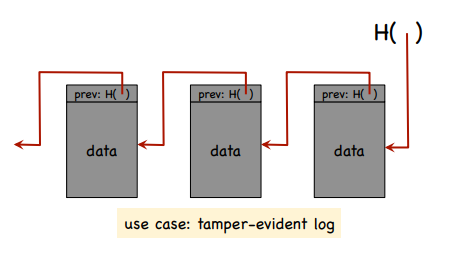 H( )
prev: H( ) prev: H( ) prev: H( )
data data data
use case: tamper-evident log